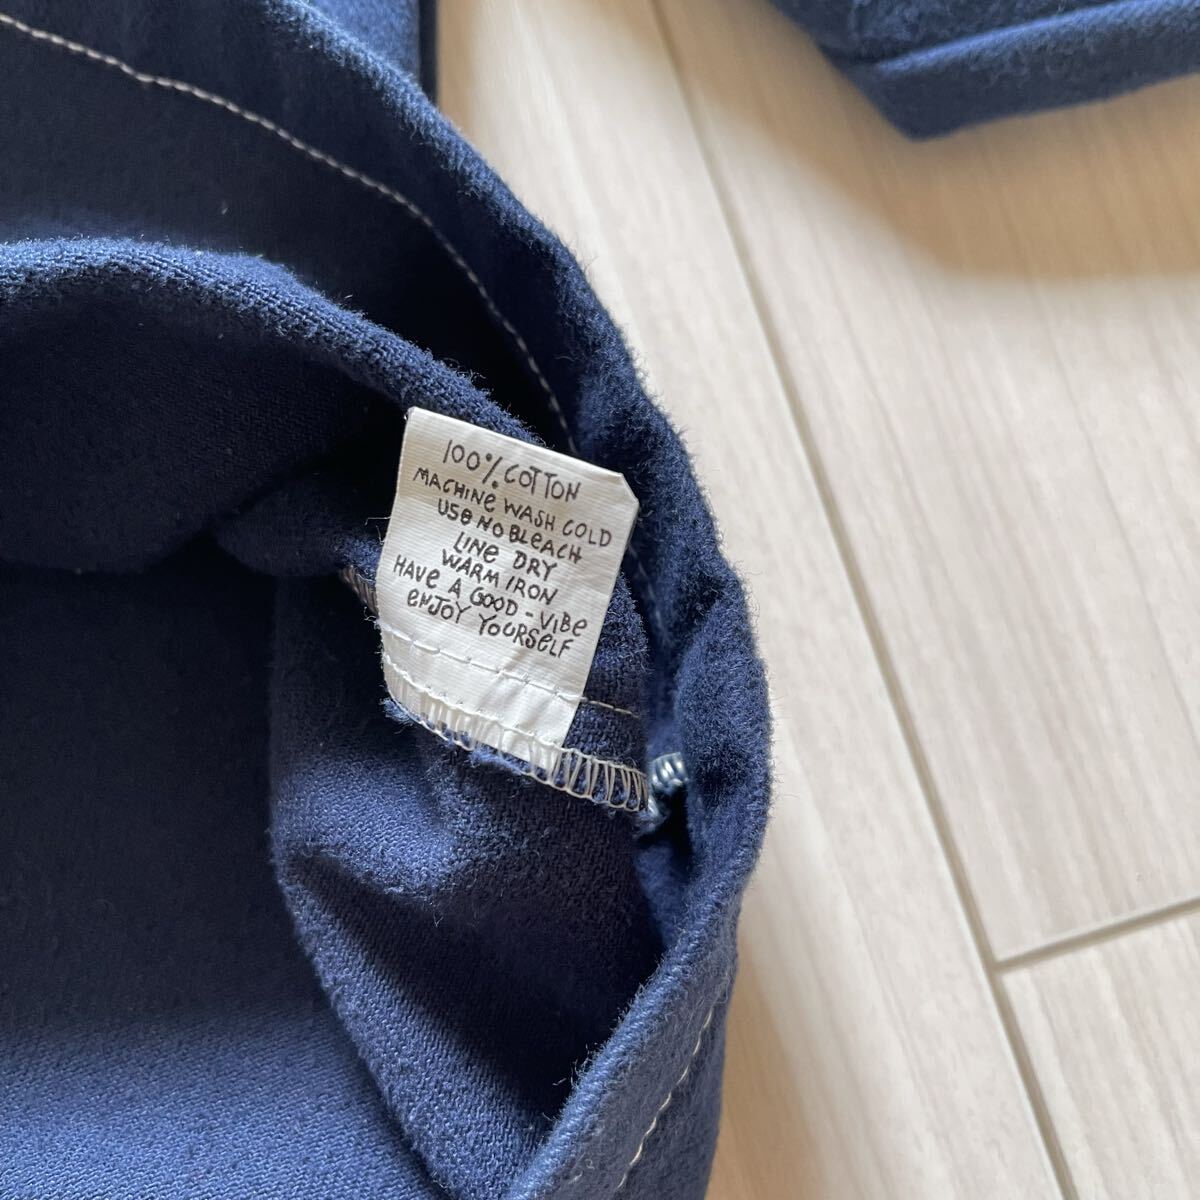 100% COTTON
MACHINE WASH COLD
USE NO BLEACH
LINE DRY
WARM IRON
HAVE A GOOD-VIBE
ENJOY YOURSELF